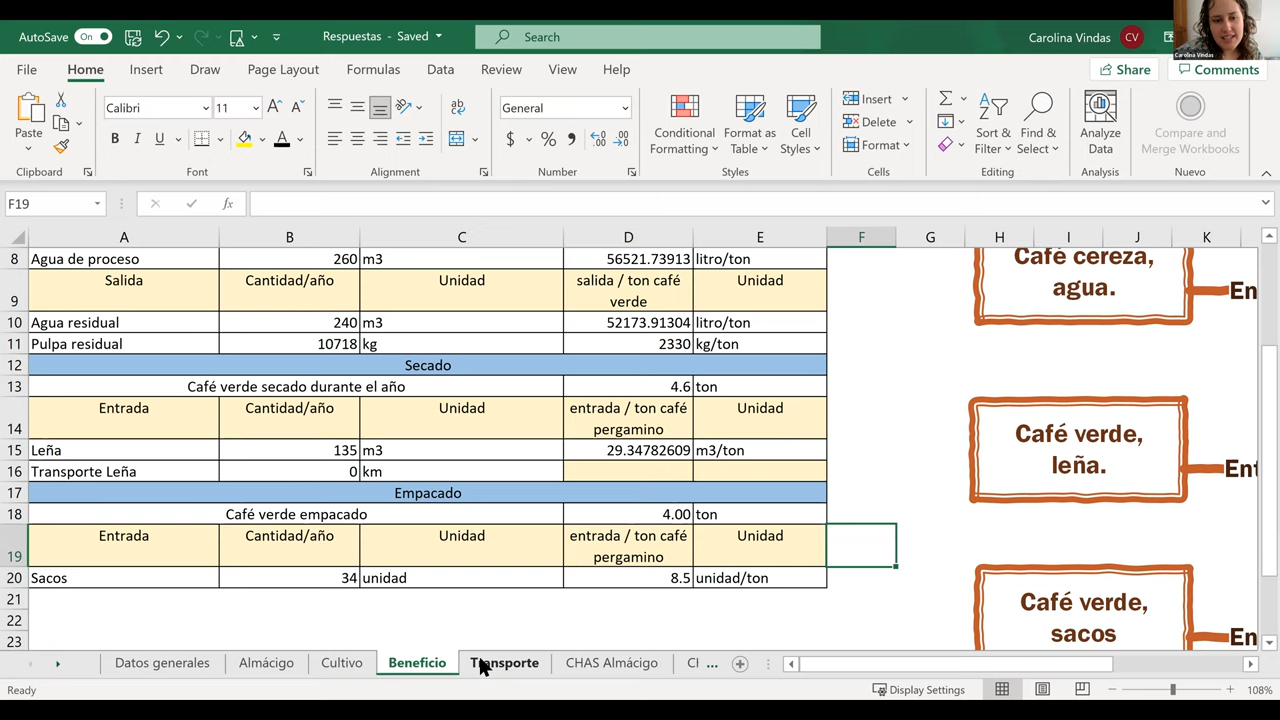 AutoSave On Respuestas - Saved Search Carolina Vindas CV
Carolina Vindas
File Home Insert Draw Page Layout Formulas Data Review View Help Share Comments
Paste Calibri 11 General Conditional Formatting Format as Table Cell Styles Insert Delete Format Sort & Filter Find & Select Analyze Data Compare and Merge Workbooks
B I U ab $ % 9
Clipboard Font Alignment Number Styles Cells Editing Analysis Nuevo
F19 fx
A B C D E F G H I J K
8 Agua de proceso 260 m3 56521.73913 litro/ton
9 Salida Cantidad/año Unidad salida / ton café verde Unidad
10 Agua residual 240 m3 52173.91304 litro/ton
11 Pulpa residual 10718 kg 2330 kg/ton
12 Secado
13 Café verde secado durante el año 4.6 ton
14 Entrada Cantidad/año Unidad entrada / ton café pergamino Unidad
15 Leña 135 m3 29.34782609 m3/ton
16 Transporte Leña 0 km
17 Empacado
18 Café verde empacado 4.00 ton
19 Entrada Cantidad/año Unidad entrada / ton café pergamino Unidad
20 Sacos 34 unidad 8.5 unidad/ton
21
22
23
Café cereza,
agua.
En
Café verde,
leña.
Ent
Café verde,
sacos
En
Datos generales Almácigo Cultivo Beneficio Transporte CHAS Almácigo CI ...
Ready Display Settings 108%